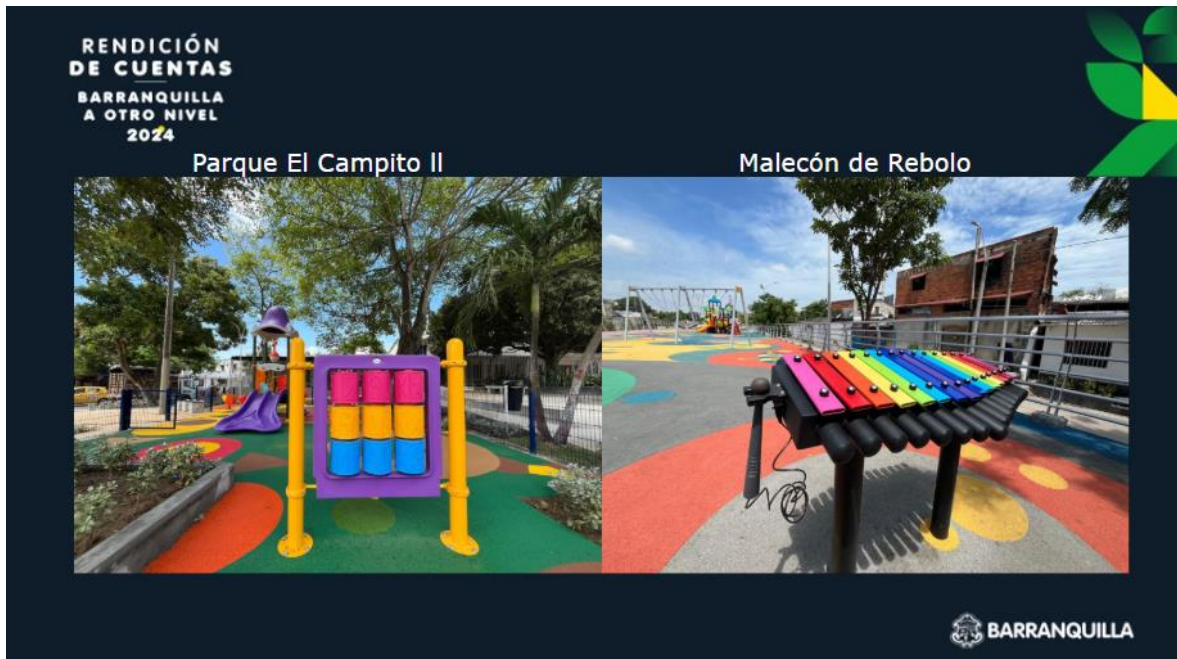 RENDICIÓN
DE CUENTAS
BARRANQUILLA
A OTRO NIVEL
2024
Parque El Campito ll
Malecón de Rebolo
BARRANQUILLA